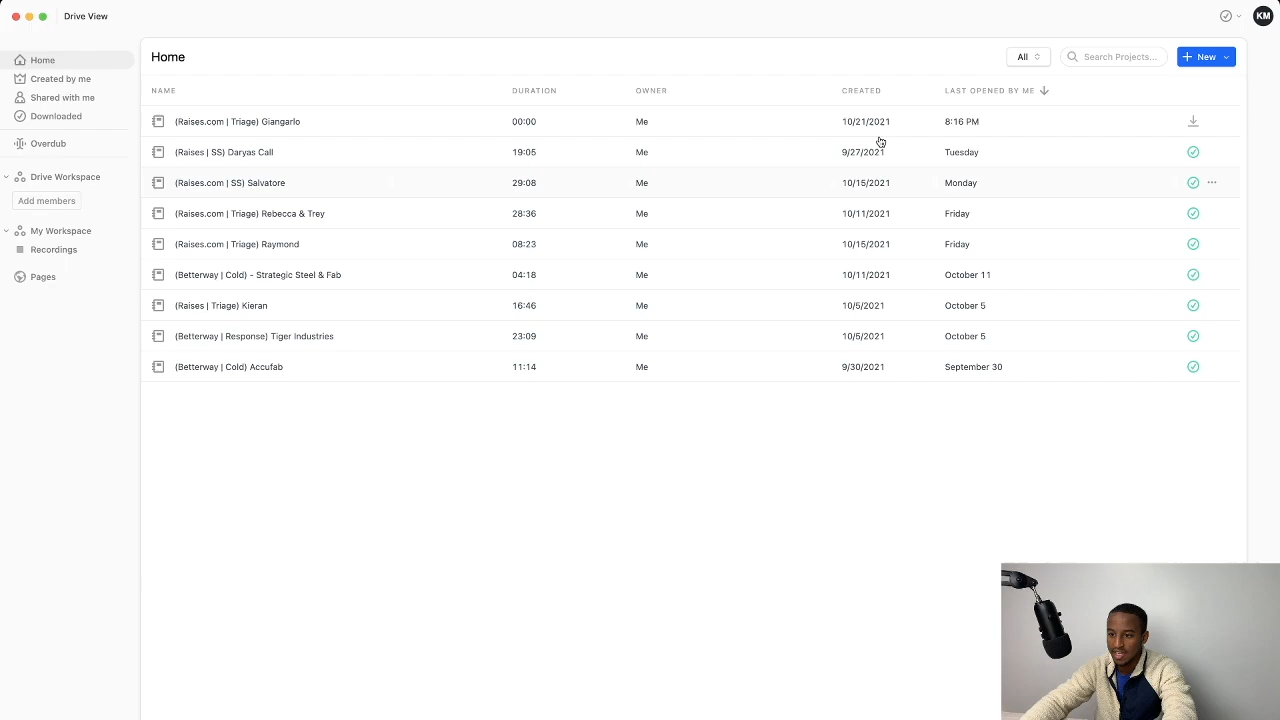 Drive View
KM
Home
Created by me
Shared with me
Downloaded
Overdub
Drive Workspace
Add members
My Workspace
Recordings
Pages
Home
All
Search Projects...
New
NAME DURATION OWNER CREATED LAST OPENED BY ME
(Raises.com | Triage) Giangarlo 00:00 Me 10/21/2021 8:16 PM
(Raises | SS) Daryas Call 19:05 Me 9/27/2021 Tuesday
(Raises.com | SS) Salvatore 29:08 Me 10/15/2021 Monday
(Raises.com | Triage) Rebecca & Trey 28:36 Me 10/11/2021 Friday
(Raises.com | Triage) Raymond 08:23 Me 10/15/2021 Friday
(Betterway | Cold) - Strategic Steel & Fab 04:18 Me 10/11/2021 October 11
(Raises | Triage) Kieran 16:46 Me 10/5/2021 October 5
(Betterway | Response) Tiger Industries 23:09 Me 10/5/2021 October 5
(Betterway | Cold) Accufab 11:14 Me 9/30/2021 September 30